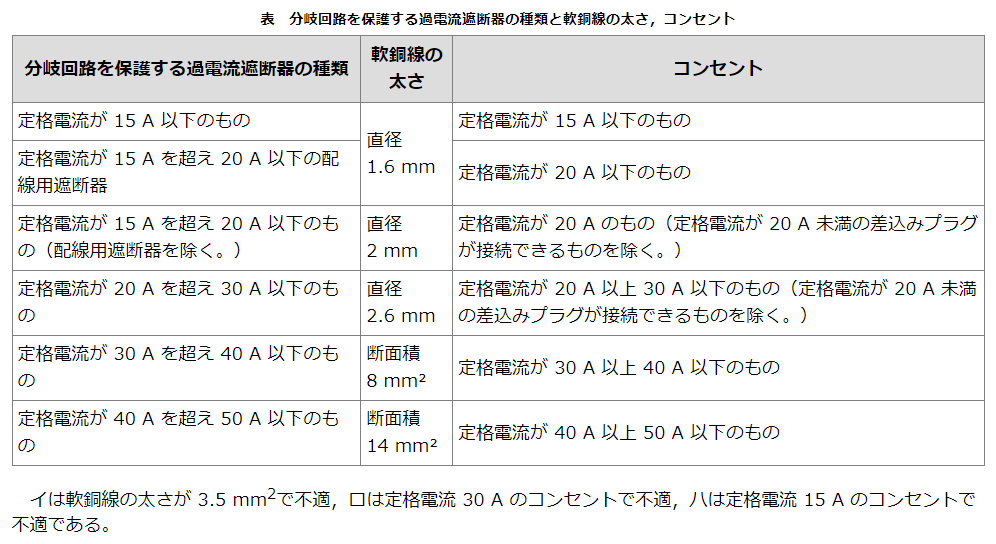 表　分岐回路を保護する過電流遮断器の種類と軟銅線の太さ，コンセント
分岐回路を保護する過電流遮断器の種類
軟銅線の
太さ
コンセント
定格電流が 15 A 以下のもの
直径
1.6 mm
定格電流が 15 A 以下のもの
定格電流が 15 A を超え 20 A 以下の配
線用遮断器
定格電流が 20 A 以下のもの
定格電流が 15 A を超え 20 A 以下のも
の（配線用遮断器を除く。）
直径
2 mm
定格電流が 20 A のもの（定格電流が 20 A 未満の差込みプラグ
が接続できるものを除く。）
定格電流が 20 A を超え 30 A 以下のも
の
直径
2.6 mm
定格電流が 20 A 以上 30 A 以下のもの（定格電流が 20 A 未満
の差込みプラグが接続できるものを除く。）
定格電流が 30 A を超え 40 A 以下のも
の
断面積
8 mm²
定格電流が 30 A 以上 40 A 以下のもの
定格電流が 40 A を超え 50 A 以下のも
の
断面積
14 mm²
定格電流が 40 A 以上 50 A 以下のもの
イは軟銅線の太さが 3.5 mm²で不適，ロは定格電流 30 A のコンセントで不適，ハは定格電流 15 A のコンセントで
不適である。